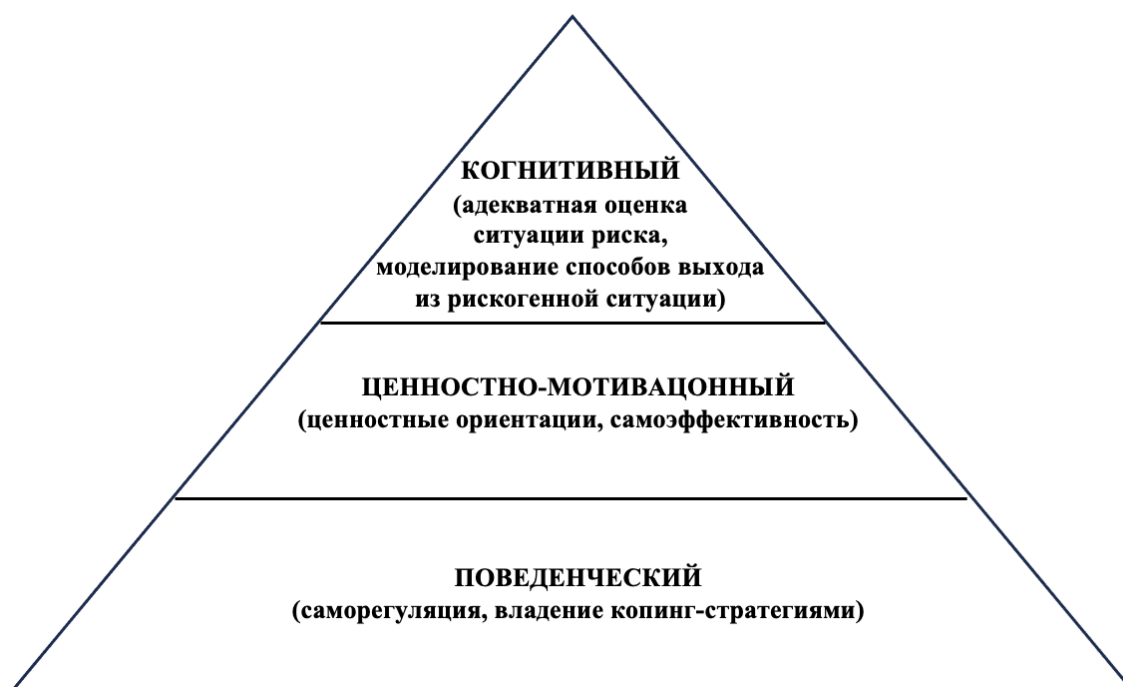 КОГНИТИВНЫЙ
(адекватная оценка
ситуации риска,
моделирование способов выхода
из рискогенной ситуации)
ЦЕННОСТНО-МОТИВАЦОННЫЙ
(ценностные ориентации, самоэффективность)
ПОВЕДЕНЧЕСКИЙ
(саморегуляция, владение копинг-стратегиями)